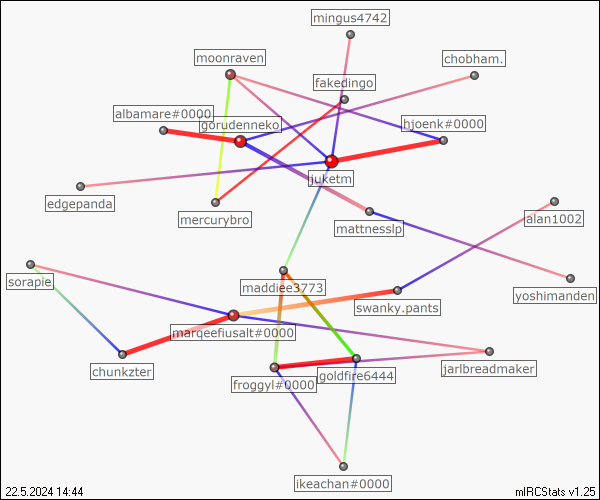 mingus4742
moonraven
chobham.
fakedingo
albamare#0000
gorudenneko
hjoenk#0000
juketm
edgepanda
mercurybro
mattnesslp
alan1002
sorapie
maddiee3773
swanky.pants
yoshimanden
marqeefiusalt#0000
chunkzter
froggyl#0000
goldfire6444
jarlbreadmaker
ikeachan#0000
22.5.2024 14:44
mIRCStats v1.25